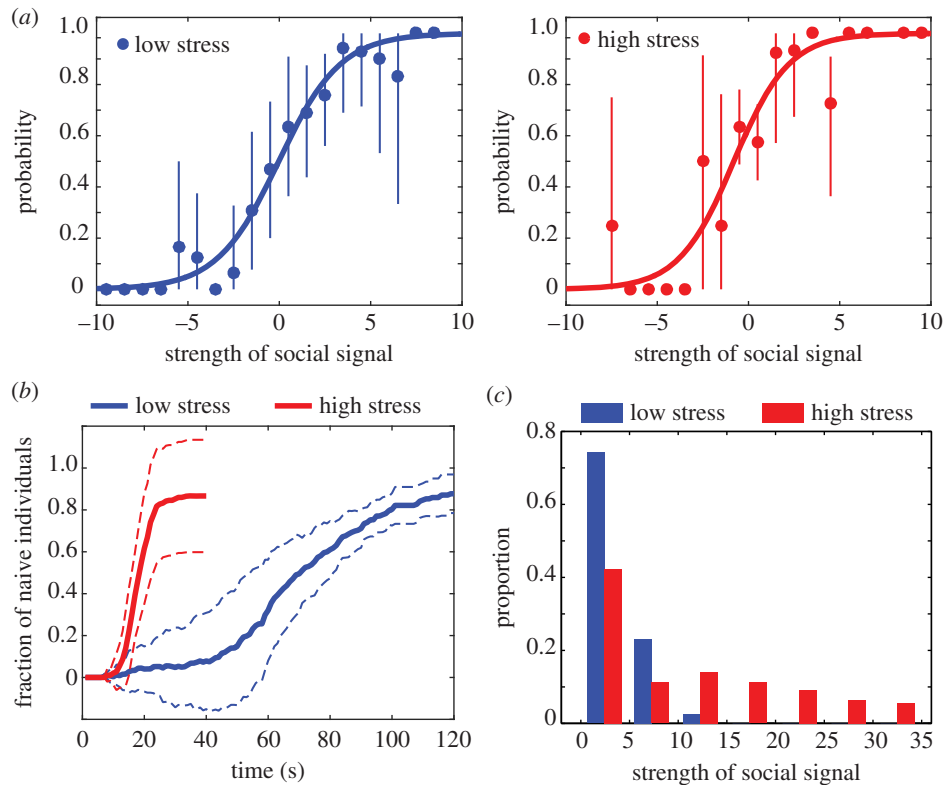 (a)
low stress
high stress
probability
1.0
0.8
0.6
0.4
0.2
0
−10
−5
0
5
10
strength of social signal
probability
1.0
0.8
0.6
0.4
0.2
0
−10
−5
0
5
10
strength of social signal
(b)
low stress
high stress
fraction of naive individuals
1.0
0.8
0.6
0.4
0.2
0
0
20
40
60
80
100
120
time (s)
(c)
low stress
high stress
proportion
0.8
0.6
0.4
0.2
0
0
5
10
15
20
25
30
35
strength of social signal